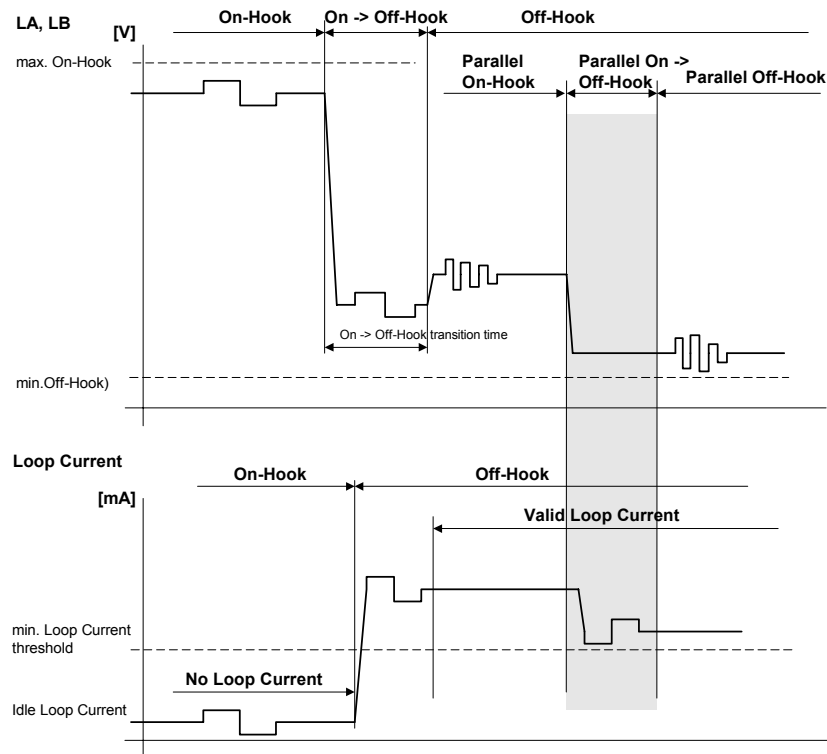 LA, LB
[V]
On-Hook
On -> Off-Hook
Off-Hook
max. On-Hook
Parallel
On-Hook
Parallel On ->
Off-Hook
Parallel Off-Hook
On -> Off-Hook transition time
min.Off-Hook)
Loop Current
[mA]
On-Hook
Off-Hook
Valid Loop Current
min. Loop Current
threshold
No Loop Current
Idle Loop Current